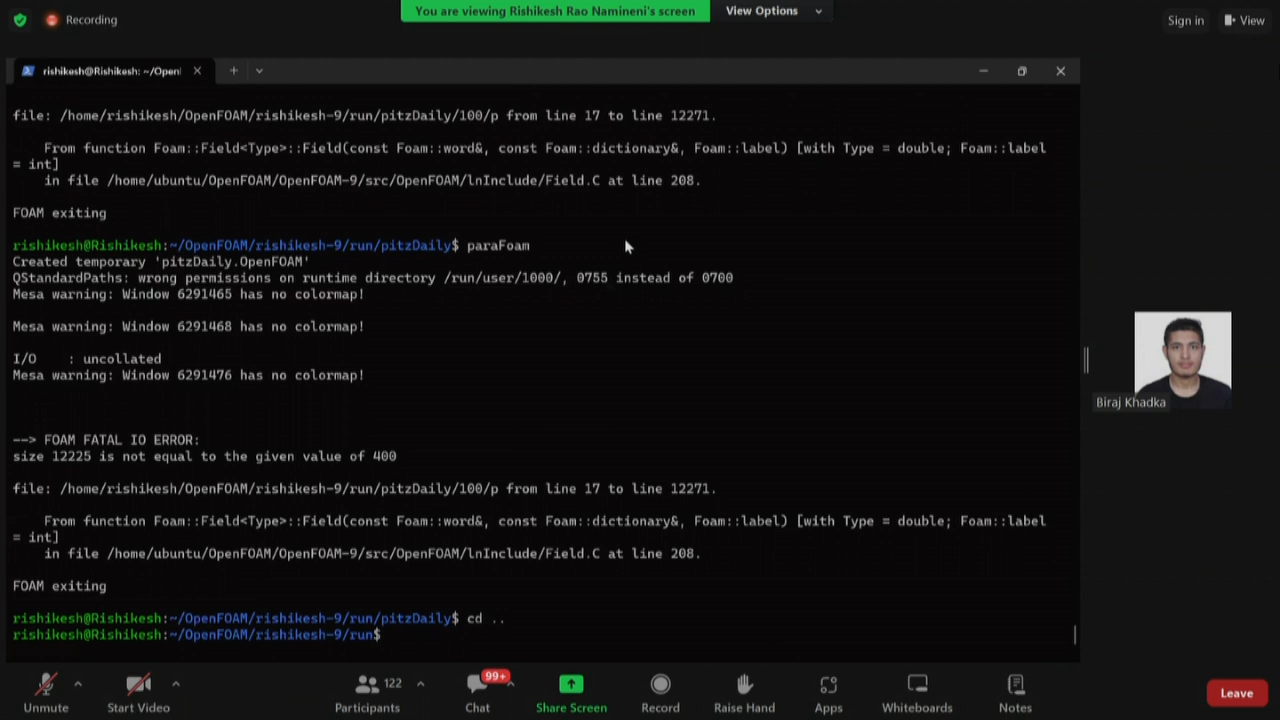 Recording
You are viewing Rishikesh Rao Namineni's screen
View Options
Sign in
View
rishikesh@Rishikesh: ~/OpenI
file: /home/rishikesh/OpenFOAM/rishikesh-9/run/pitzDaily/100/p from line 17 to line 12271.
From function Foam::Field<Type>::Field(const Foam::word&, const Foam::dictionary&, Foam::label) [with Type = double; Foam::label
= int]
in file /home/ubuntu/OpenFOAM/OpenFOAM-9/src/OpenFOAM/lnInclude/Field.C at line 208.
FOAM exiting
rishikesh@Rishikesh:~/OpenFOAM/rishikesh-9/run/pitzDaily$ paraFoam
Created temporary 'pitzDaily.OpenFOAM'
QStandardPaths: wrong permissions on runtime directory /run/user/1000/, 0755 instead of 0700
Mesa warning: Window 6291465 has no colormap!
Mesa warning: Window 6291468 has no colormap!
I/O    : uncollated
Mesa warning: Window 6291476 has no colormap!
--> FOAM FATAL IO ERROR:
size 12225 is not equal to the given value of 400
file: /home/rishikesh/OpenFOAM/rishikesh-9/run/pitzDaily/100/p from line 17 to line 12271.
From function Foam::Field<Type>::Field(const Foam::word&, const Foam::dictionary&, Foam::label) [with Type = double; Foam::label
= int]
in file /home/ubuntu/OpenFOAM/OpenFOAM-9/src/OpenFOAM/lnInclude/Field.C at line 208.
FOAM exiting
rishikesh@Rishikesh:~/OpenFOAM/rishikesh-9/run/pitzDaily$ cd ..
rishikesh@Rishikesh:~/OpenFOAM/rishikesh-9/run$
Biraj Khadka
Unmute
Start Video
122
Participants
99+
Chat
Share Screen
Record
Raise Hand
Apps
Whiteboards
Notes
Leave